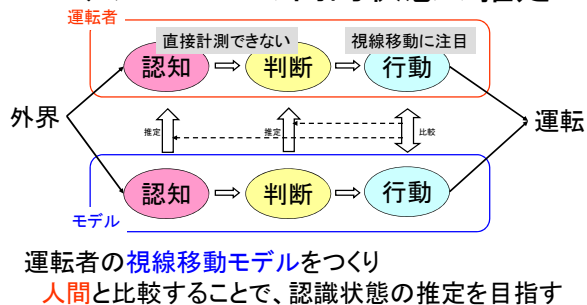 運転者
直接計測できない
視線移動に注目
認知
判断
行動
外界
運転
推定
推定
比較
認知
判断
行動
モデル
運転者の視線移動モデルをつくり
人間と比較することで、認識状態の推定を目指す